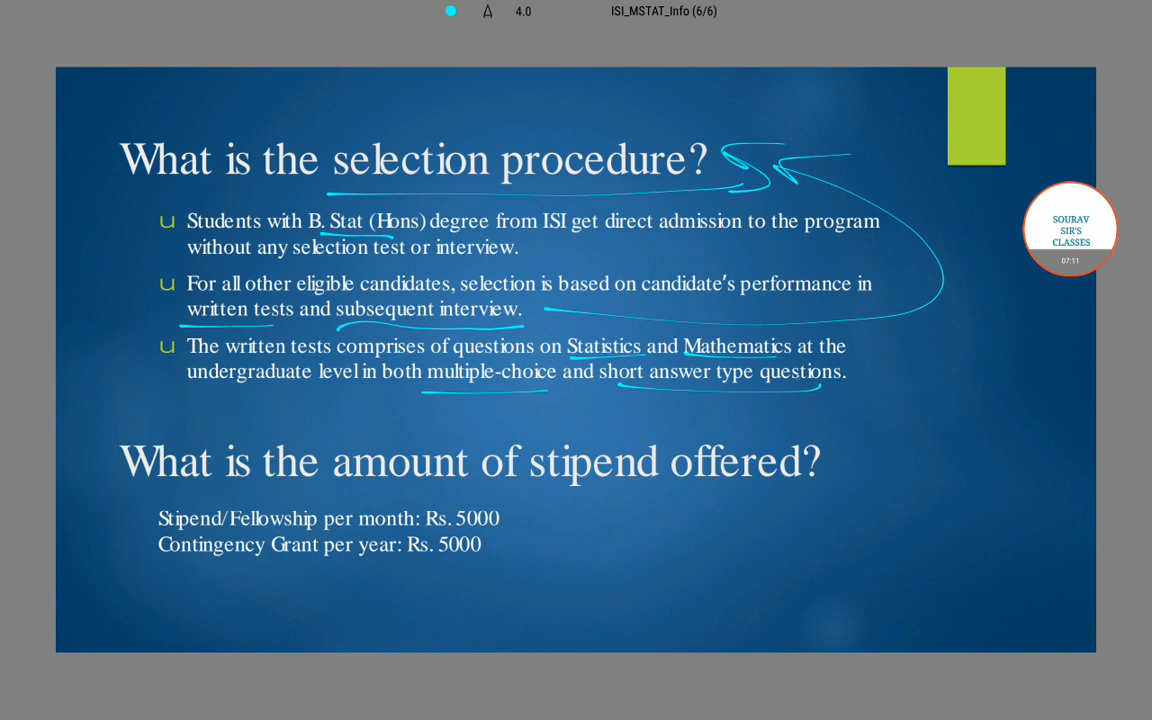 4.0 ISI_MSTAT_Info (6/6)
What is the selection procedure?
Students with B. Stat (Hons) degree from ISI get direct admission to the program
without any selection test or interview.
For all other eligible candidates, selection is based on candidate's performance in
written tests and subsequent interview.
The written tests comprises of questions on Statistics and Mathematics at the
undergraduate level in both multiple-choice and short answer type questions.
SOURAV
SIR'S
CLASSES
07:11
What is the amount of stipend offered?
Stipend/Fellowship per month: Rs. 5000
Contingency Grant per year: Rs. 5000